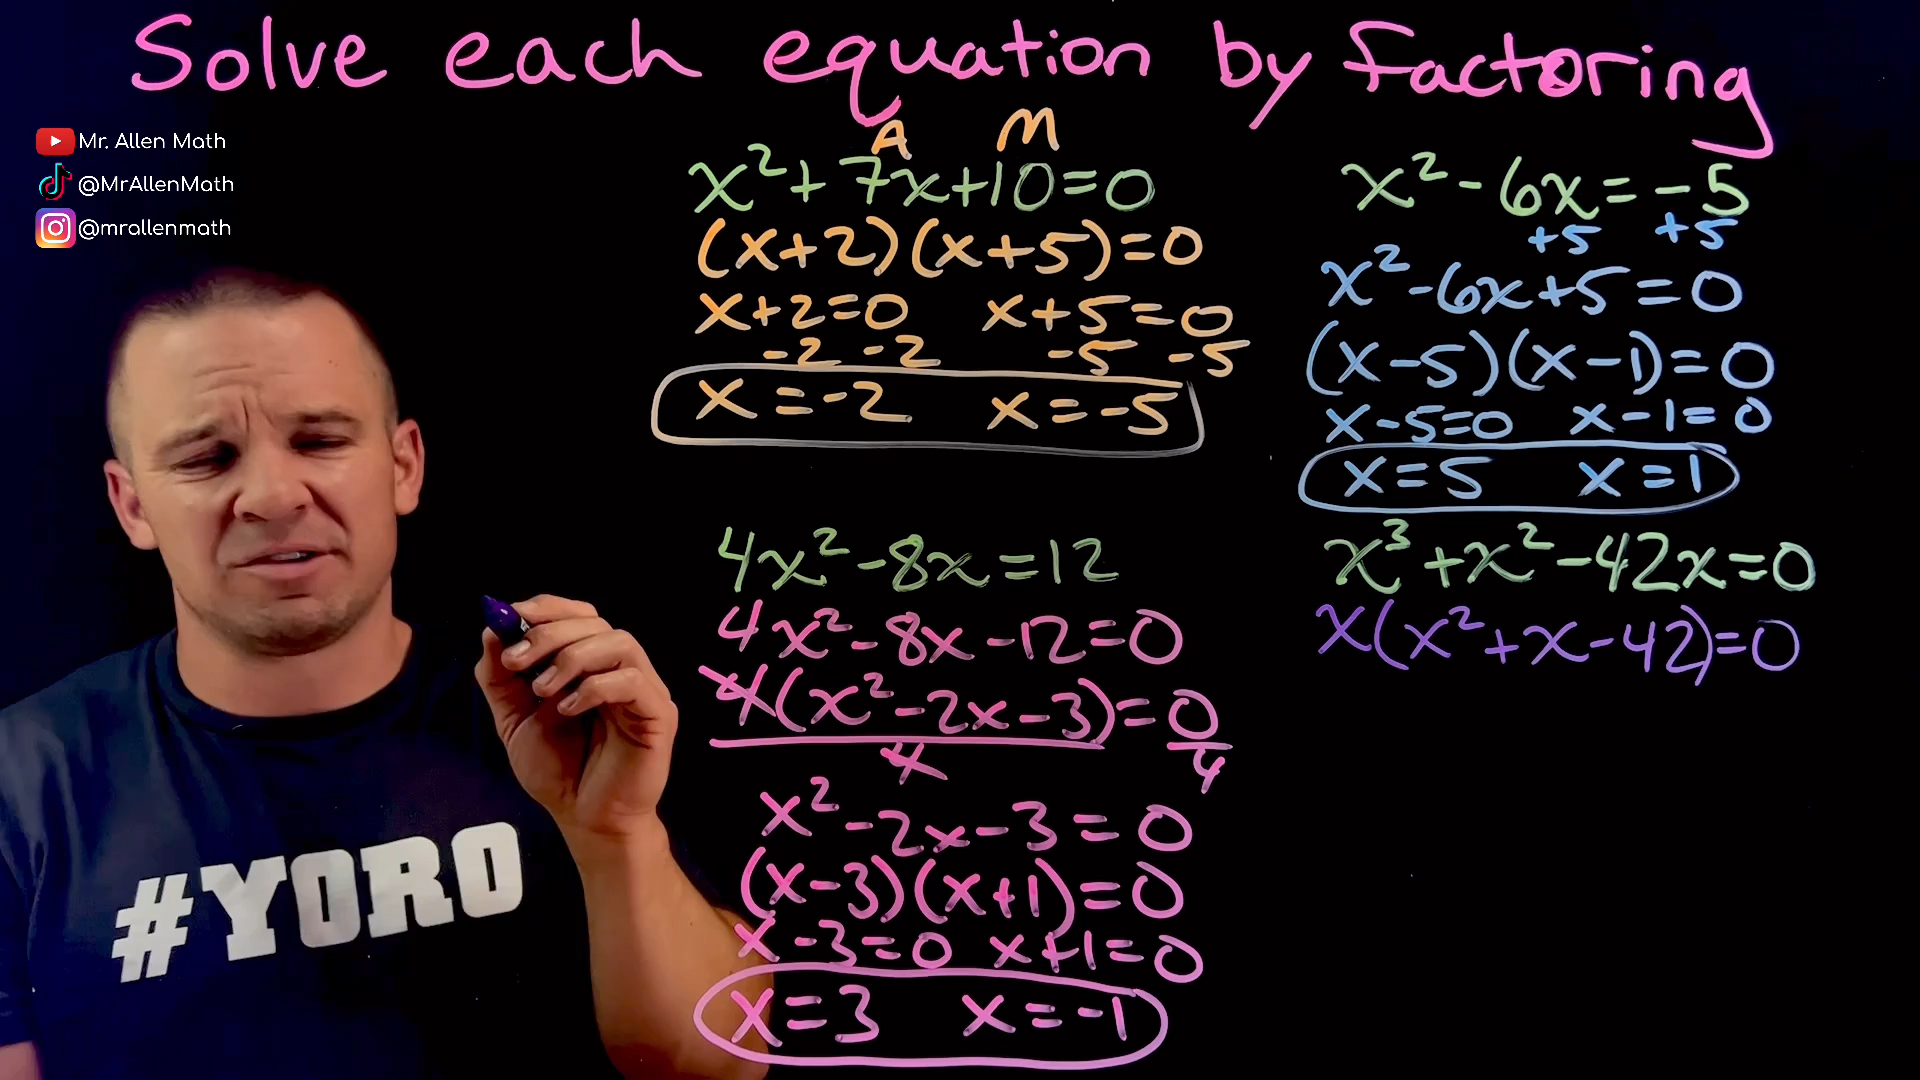 Solve each equation by factoring
Mr. Allen Math
@MrAllenMath
@mrallenmath
A M
x² + 7x + 10 = 0
(x + 2)(x + 5) = 0
x + 2 = 0 x + 5 = 0
-2 -2 -5 -5
x = -2 x = -5
x² - 6x = -5
+5 +5
x² - 6x + 5 = 0
(x - 5)(x - 1) = 0
x - 5 = 0 x - 1 = 0
x = 5 x = 1
4x² - 8x = 12
4x² - 8x - 12 = 0
4(x² - 2x - 3) = 0
4 4
x² - 2x - 3 = 0
(x - 3)(x + 1) = 0
x - 3 = 0 x + 1 = 0
x = 3 x = -1
x³ + x² - 42x = 0
x(x² + x - 42) = 0
#YORO